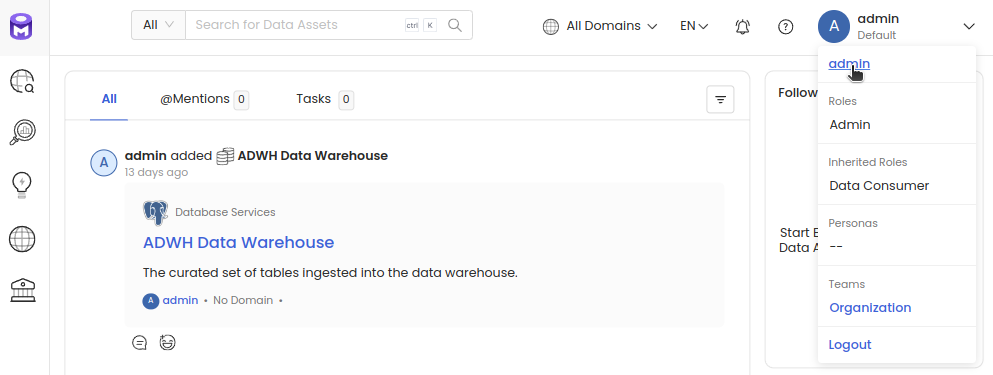 All
Search for Data Assets
ctrl K
All Domains
EN
A
admin
Default
All
@Mentions 0
Tasks 0
A
admin added ADWH Data Warehouse
13 days ago
Database Services
ADWH Data Warehouse
The curated set of tables ingested into the data warehouse.
A admin • No Domain •
Follow
Start E
Data A
admin
Roles
Admin
Inherited Roles
Data Consumer
Personas
--
Teams
Organization
Logout